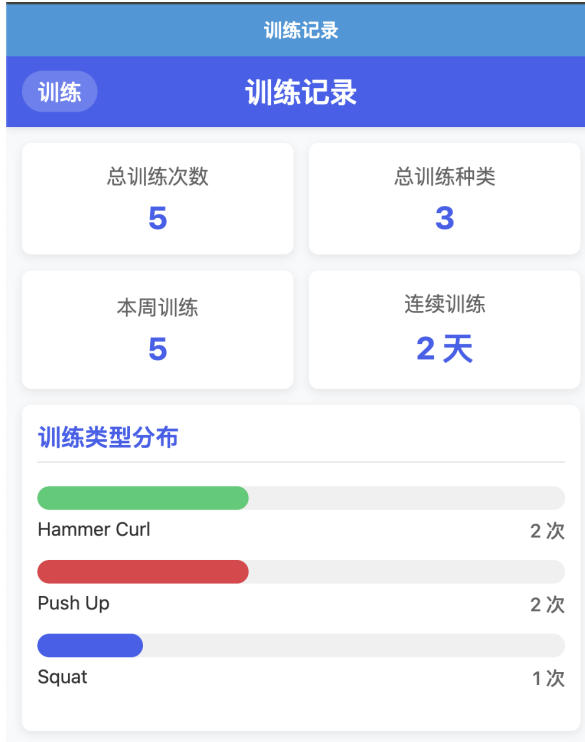 训练记录
训练 训练记录
总训练次数 总训练种类
5 3
本周训练 连续训练
5 2 天
训练类型分布
Hammer Curl 2 次
Push Up 2 次
Squat 1 次